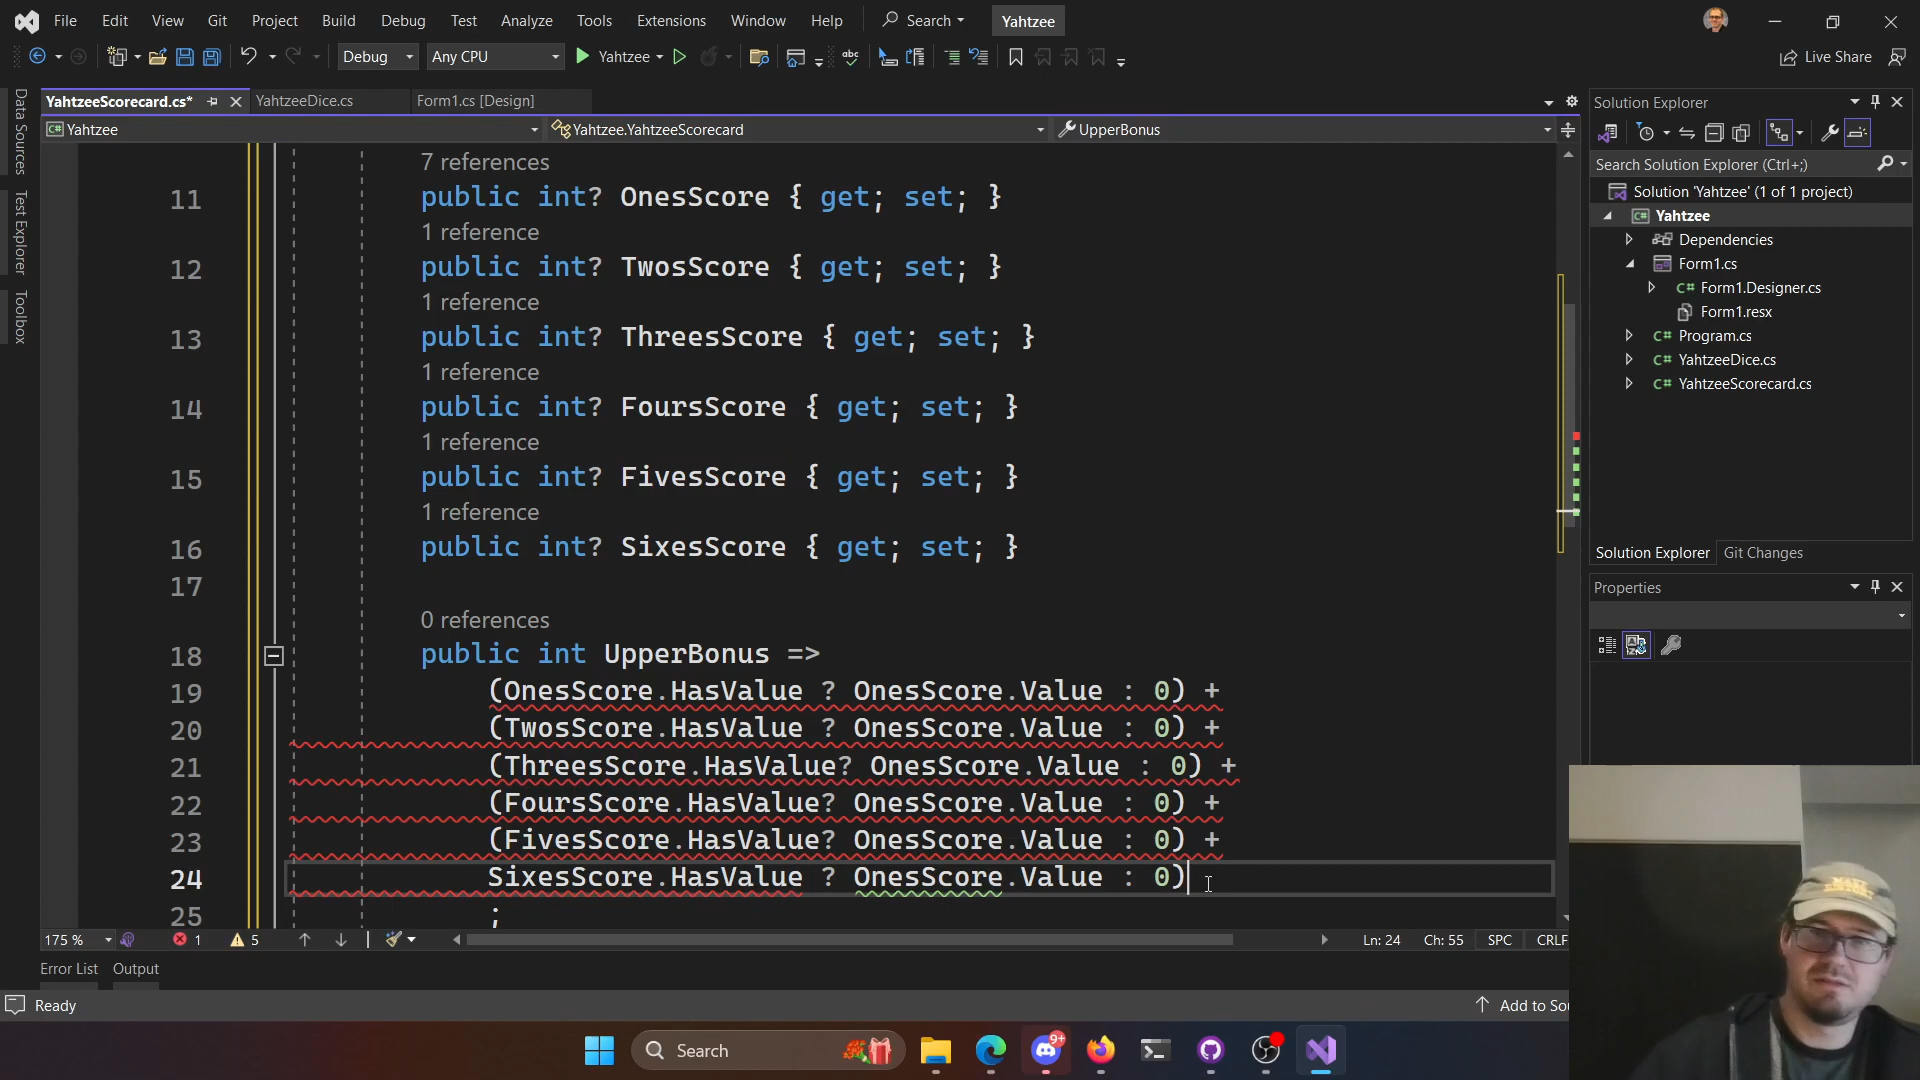 File Edit View Git Project Build Debug Test Analyze Tools Extensions Window Help Search Yahtzee
Debug Any CPU Yahtzee Live Share
YahtzeeScorecard.cs* YahtzeeDice.cs Form1.cs [Design]
Yahtzee Yahtzee.YahtzeeScorecard UpperBonus
Data Sources
Test Explorer
Toolbox
7 references
11 public int? OnesScore { get; set; }
1 reference
12 public int? TwosScore { get; set; }
1 reference
13 public int? ThreesScore { get; set; }
1 reference
14 public int? FoursScore { get; set; }
1 reference
15 public int? FivesScore { get; set; }
1 reference
16 public int? SixesScore { get; set; }
17
0 references
18 public int UpperBonus =>
19 (OnesScore.HasValue ? OnesScore.Value : 0) +
20 (TwosScore.HasValue ? OnesScore.Value : 0) +
21 (ThreesScore.HasValue? OnesScore.Value : 0) +
22 (FoursScore.HasValue? OnesScore.Value : 0) +
23 (FivesScore.HasValue? OnesScore.Value : 0) +
24 SixesScore.HasValue ? OnesScore.Value : 0)
25 ;
175 % 1 5 Ln: 24 Ch: 55 SPC CRLF
Error List Output
Ready Add to Sou
Solution Explorer
Search Solution Explorer (Ctrl+;)
Solution 'Yahtzee' (1 of 1 project)
C# Yahtzee
Dependencies
Form1.cs
C# Form1.Designer.cs
Form1.resx
C# Program.cs
C# YahtzeeDice.cs
C# YahtzeeScorecard.cs
Solution Explorer Git Changes
Properties
Search 9+